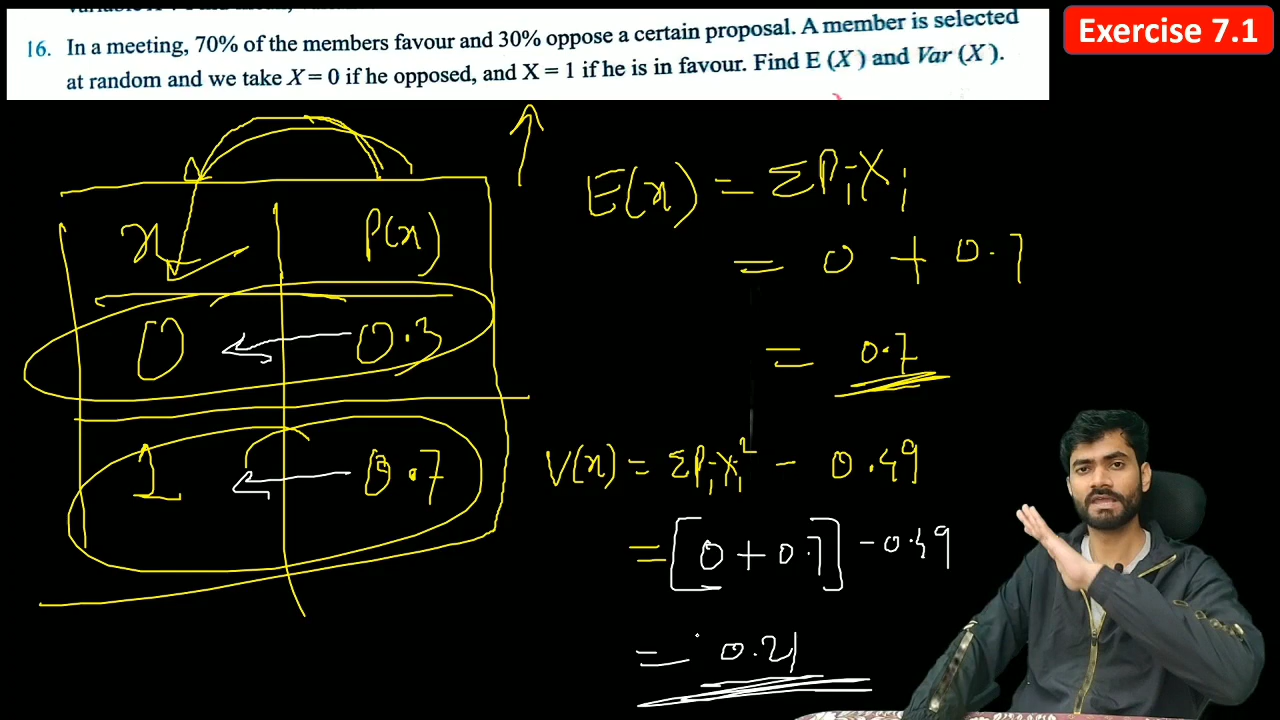 Exercise 7.1
16. In a meeting, 70% of the members favour and 30% oppose a certain proposal. A member is selected
at random and we take X = 0 if he opposed, and X = 1 if he is in favour. Find E (X) and Var (X).
x P(x)
0 0.3
1 0.7
E(x) = ΣPiXi
= 0 + 0.7
= 0.7
V(x) = ΣPiXi² - 0.49
= [0 + 0.7] - 0.49
= 0.21